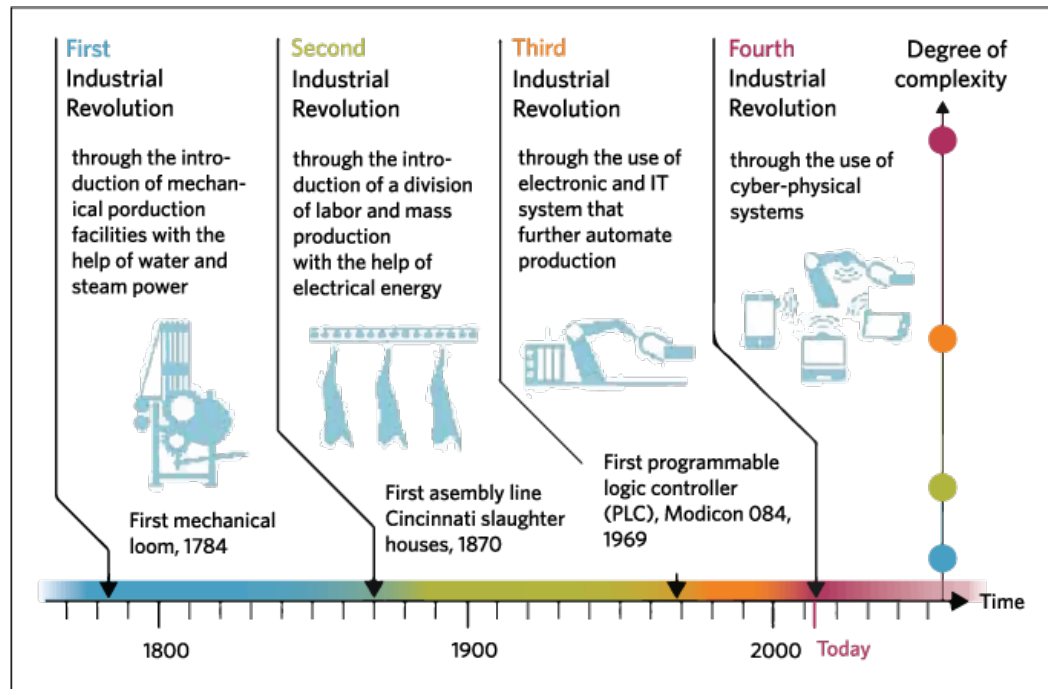 First
Industrial
Revolution
through the intro-
duction of mechan-
ical porduction
facilities with the
help of water and
steam power
First mechanical
loom, 1784
Second
Industrial
Revolution
through the intro-
duction of a division
of labor and mass
production
with the help of
electrical energy
First asembly line
Cincinnati slaughter
houses, 1870
Third
Industrial
Revolution
through the use of
electronic and IT
system that
further automate
production
First programmable
logic controller
(PLC), Modicon 084,
1969
Fourth
Industrial
Revolution
through the use of
cyber-physical
systems
Degree of
complexity
Time
1800
1900
2000
Today